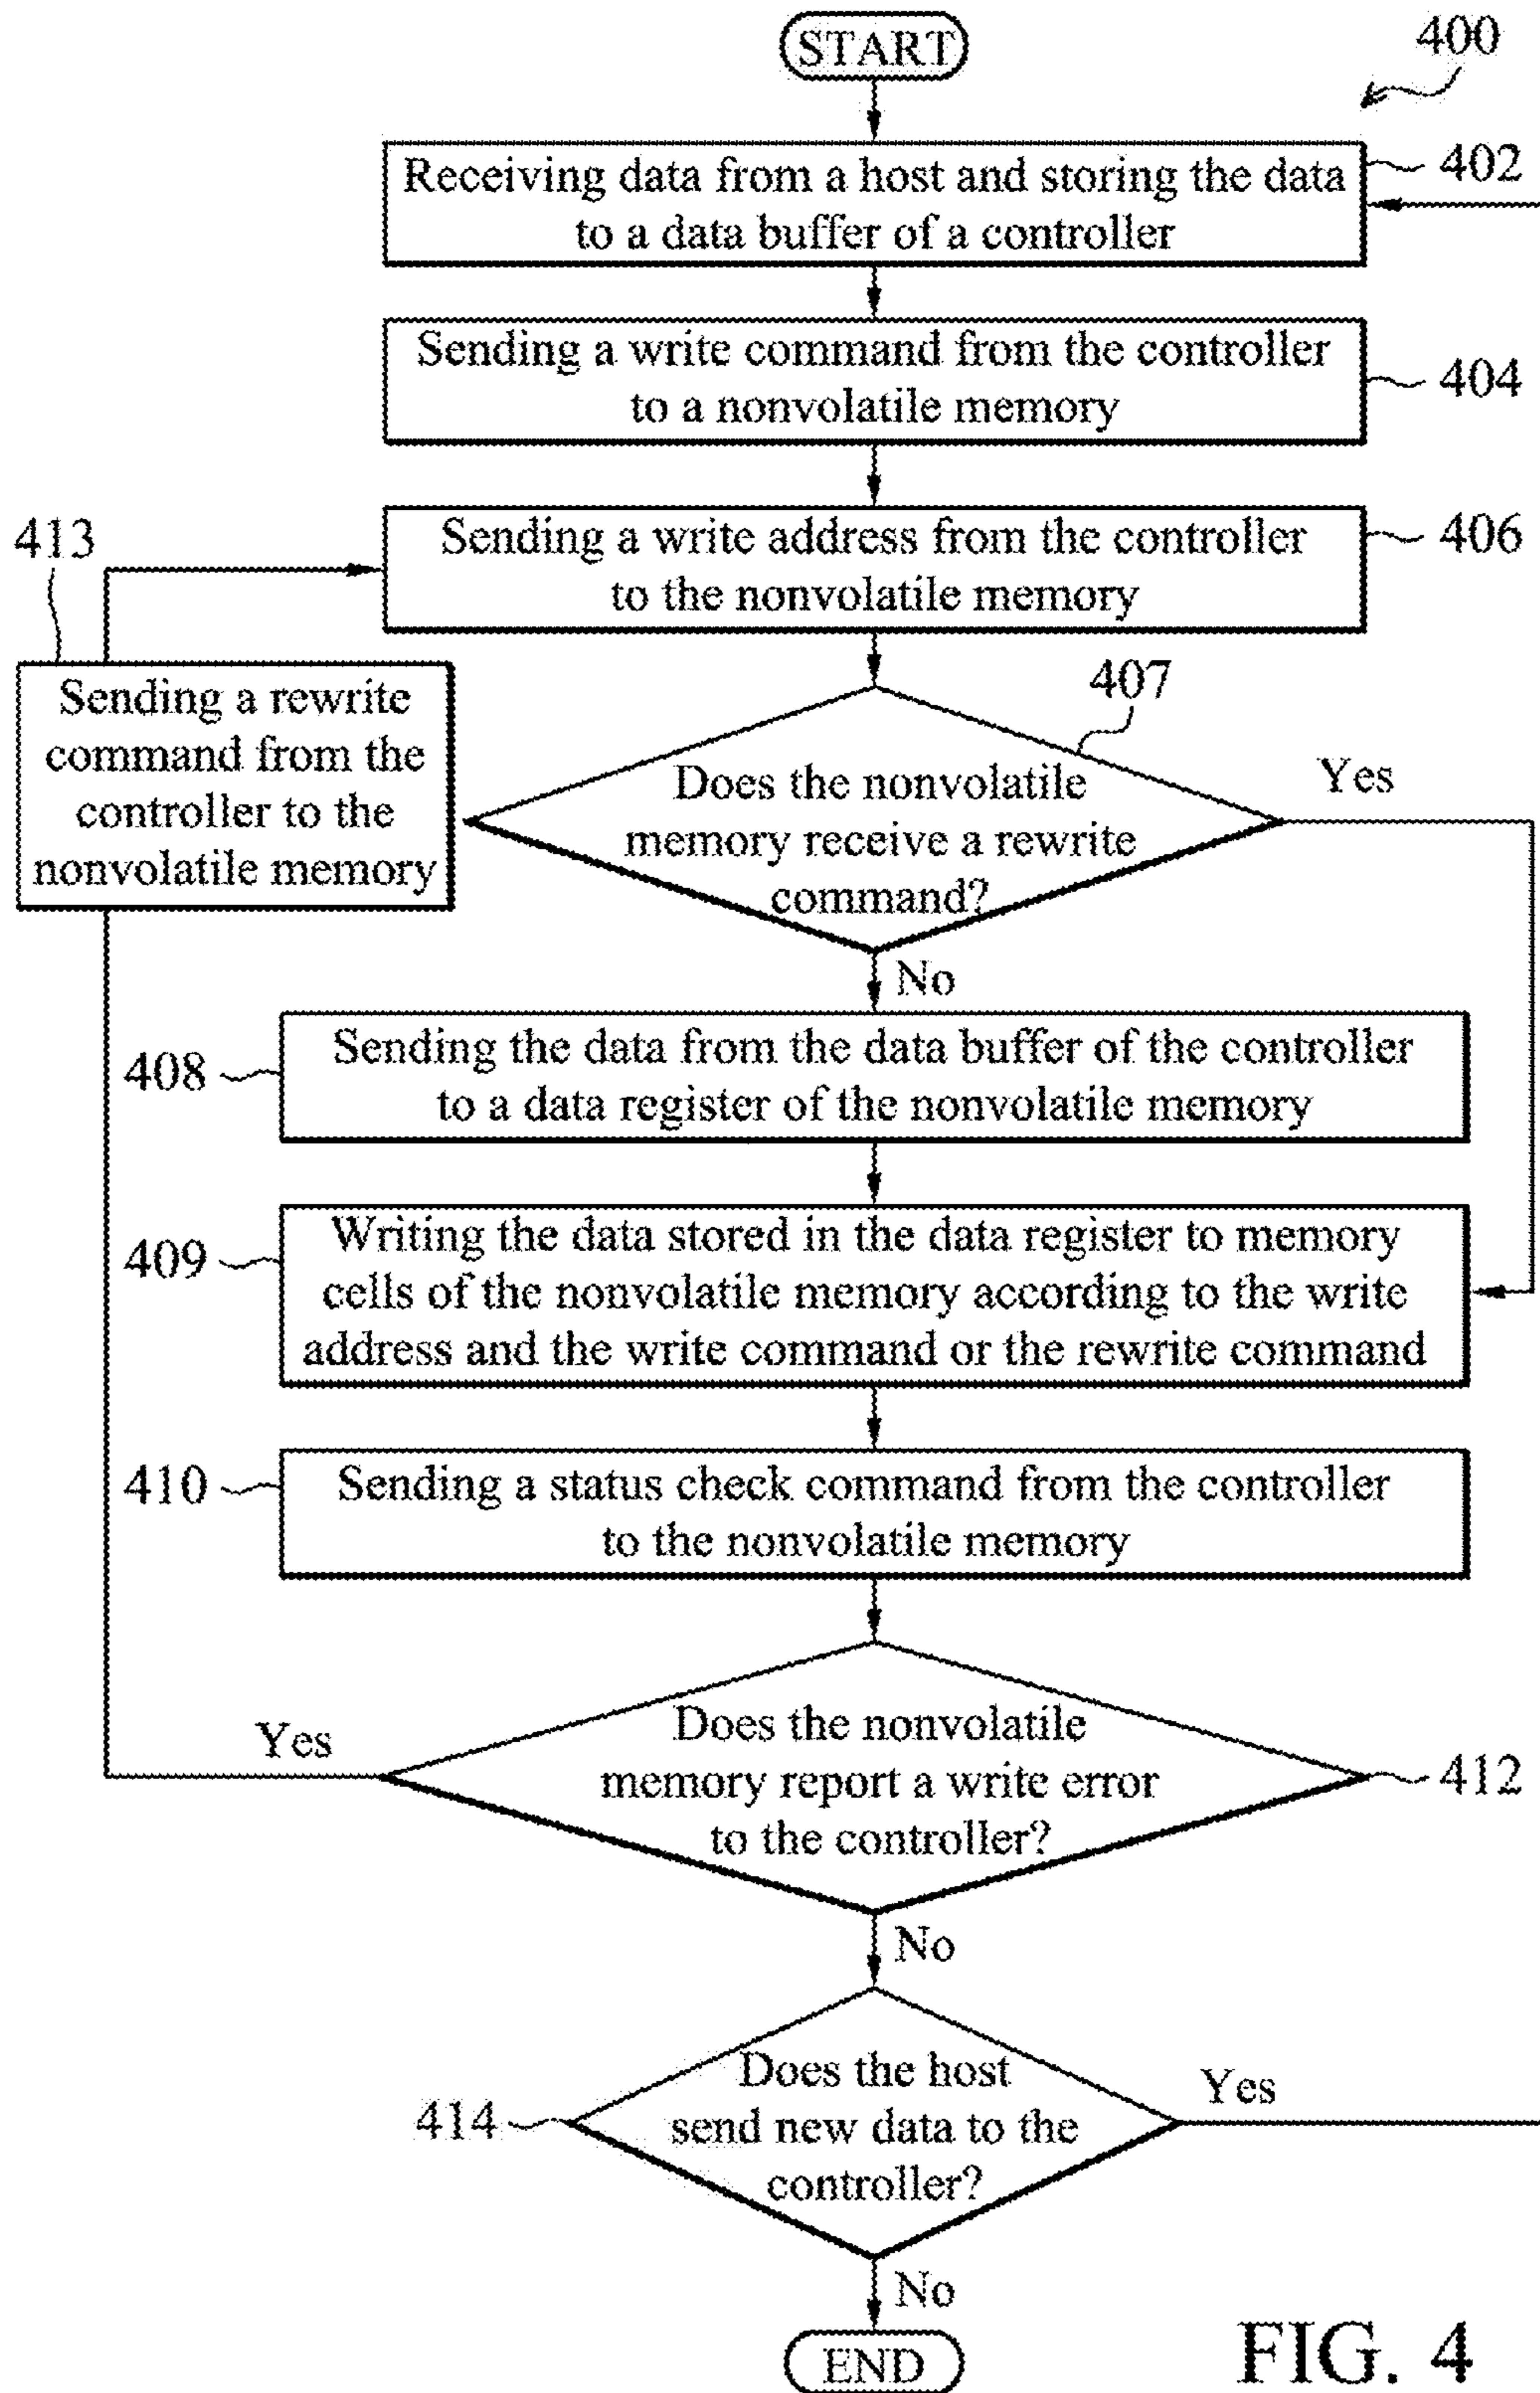 START
400
Receiving data from a host and storing the data
to a data buffer of a controller
402
Sending a write command from the controller
to a nonvolatile memory
404
413
Sending a write address from the controller
to the nonvolatile memory
406
Sending a rewrite
command from the
controller to the
nonvolatile memory
407
Does the nonvolatile
memory receive a rewrite
command?
Yes
No
408
Sending the data from the data buffer of the controller
to a data register of the nonvolatile memory
409
Writing the data stored in the data register to memory
cells of the nonvolatile memory according to the write
address and the write command or the rewrite command
410
Sending a status check command from the controller
to the nonvolatile memory
Yes
Does the nonvolatile
memory report a write error
to the controller?
412
No
414
Does the host
send new data to the
controller?
Yes
No
END
FIG. 4